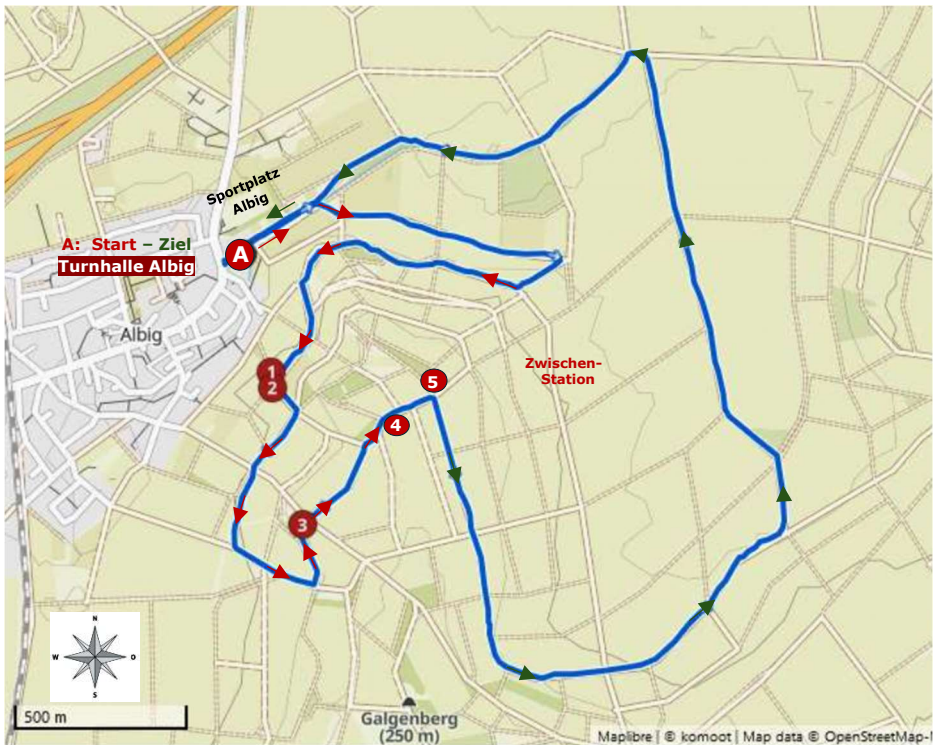 Sportplatz
Albig
A: Start – Ziel
Turnhalle Albig
A
Albig
1
2
5
Zwischen-
Station
4
3
N
W O
S
500 m
Galgenberg
(250 m)
Maplibre | © komoot | Map data © OpenStreetMap-